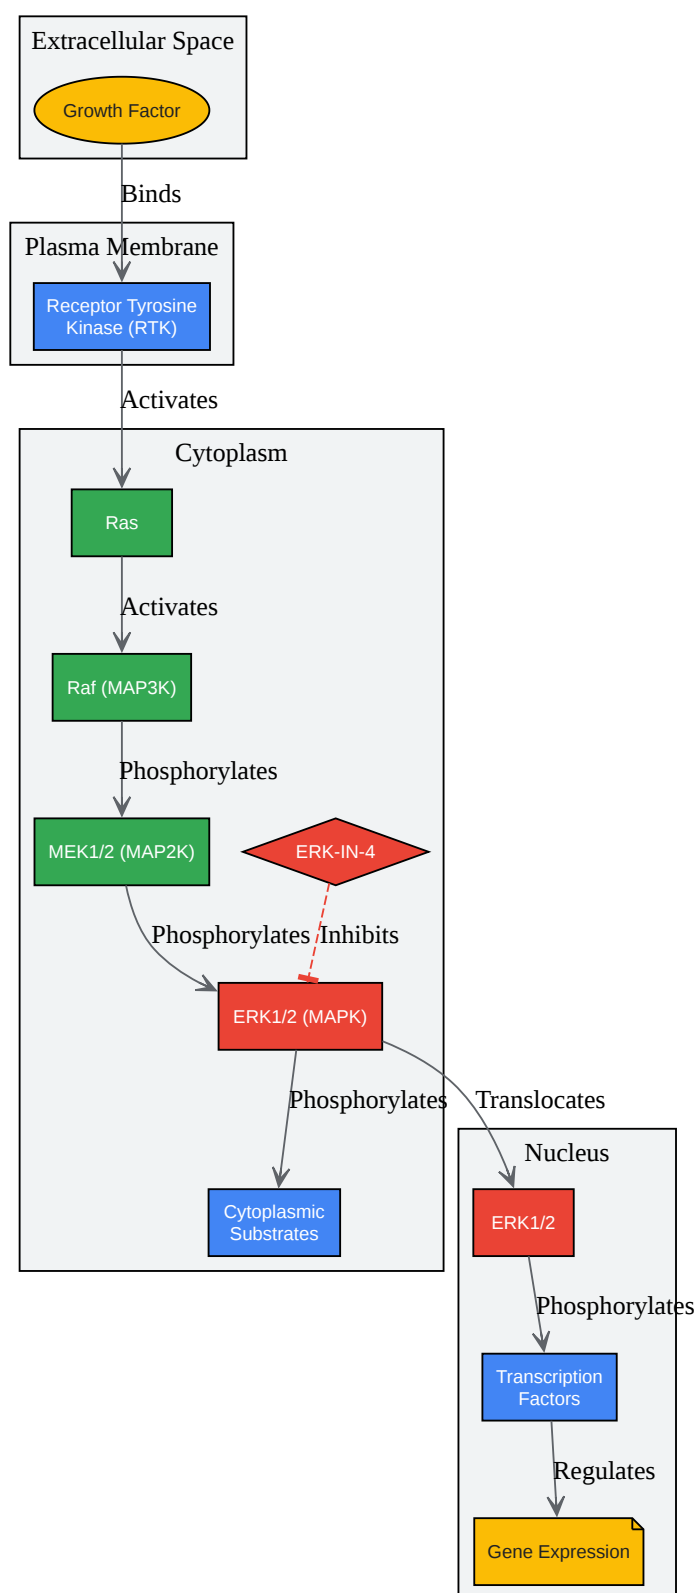 Extracellular Space
Growth Factor
Binds
Plasma Membrane
Receptor Tyrosine
Kinase (RTK)
Activates
Cytoplasm
Ras
Activates
Raf (MAP3K)
Phosphorylates
MEK1/2 (MAP2K)
ERK-IN-4
Phosphorylates
Inhibits
ERK1/2 (MAPK)
Phosphorylates
Translocates
Nucleus
Cytoplasmic
Substrates
ERK1/2
Phosphorylates
Transcription
Factors
Regulates
Gene Expression